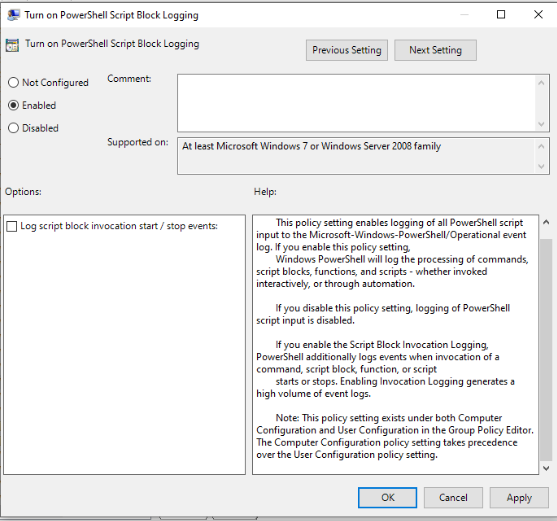 Turn on PowerShell Script Block Logging
Turn on PowerShell Script Block Logging
Previous Setting
Next Setting
Not Configured
Enabled
Disabled
Comment:
Supported on:
At least Microsoft Windows 7 or Windows Server 2008 family
Options:
Help:
Log script block invocation start / stop events:
This policy setting enables logging of all PowerShell script
input to the Microsoft-Windows-PowerShell/Operational event
log. If you enable this policy setting,
Windows PowerShell will log the processing of commands,
script blocks, functions, and scripts - whether invoked
interactively, or through automation.
If you disable this policy setting, logging of PowerShell
script input is disabled.
If you enable the Script Block Invocation Logging,
PowerShell additionally logs events when invocation of a
command, script block, function, or script
starts or stops. Enabling Invocation Logging generates a
high volume of event logs.
Note: This policy setting exists under both Computer
Configuration and User Configuration in the Group Policy Editor.
The Computer Configuration policy setting takes precedence
over the User Configuration policy setting.
OK
Cancel
Apply